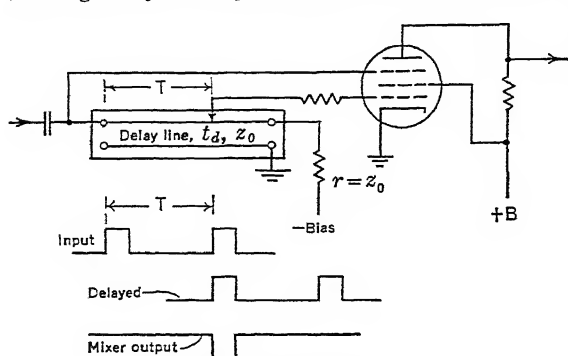 T
Delay line, t_d, z_0
r = z_0
−Bias
+B
T
Input
Delayed
Mixer output